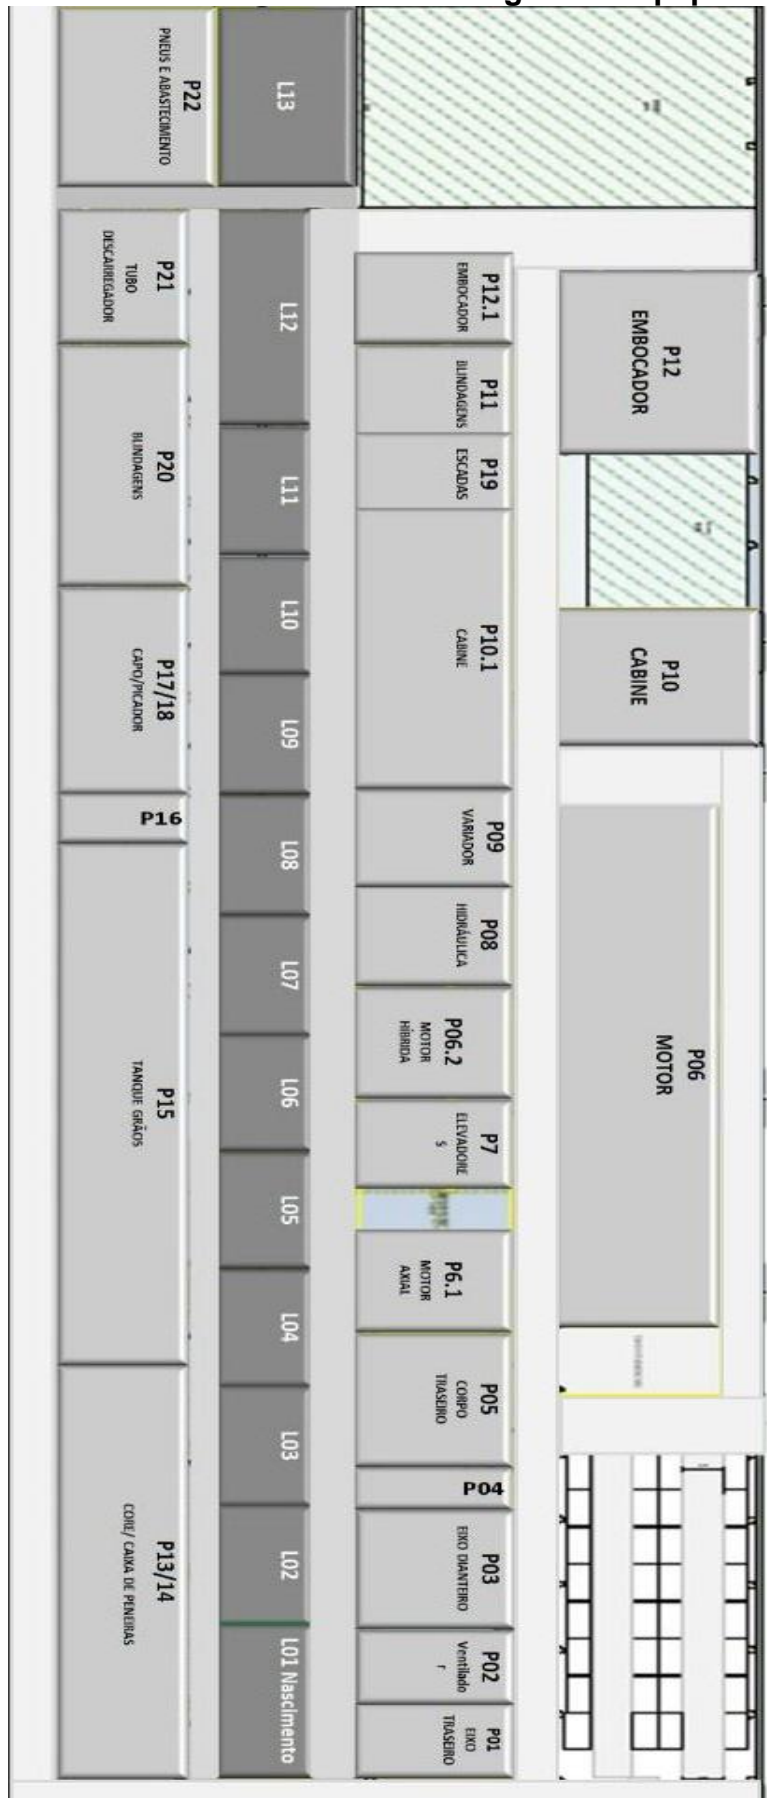 P22
PNEUS E ABASTECIMENTO
L13
P21
TUBO
DESCARREGADOR
L12
P12.1
EMBOCADOR
P12
EMBOCADOR
P11
BLINDAGENS
P20
BLINDAGENS
L11
P19
ESCADAS
L10
P10.1
CABINE
P10
CABINE
P17/18
CAPO/PICADOR
L09
P16
L08
P09
VARIADOR
P08
HIDRÁULICA
L07
P06.2
MOTOR
HÍBRIDA
P06
MOTOR
P15
TANQUE GRÃOS
L06
P7
ELEVADORE
S
L05
P6.1
MOTOR
AXIAL
L04
P05
CORPO
TRASEIRO
L03
P04
P13/14
CORE/ CAIXA DE PENEIRAS
L02
P03
EIXO DIANTEIRO
L01 Nascimento
P02
Ventilado
r
P01
EIXO
TRASEIRO